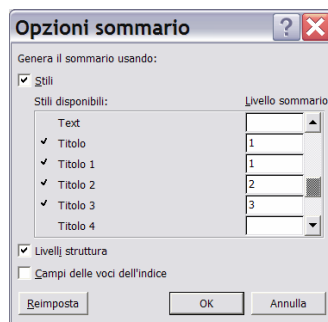 Opzioni sommario
Genera il sommario usando:
Stili
Stili disponibili: Livello sommario
Text
Titolo 1
Titolo 1 1
Titolo 2 2
Titolo 3 3
Titolo 4
Livelli struttura
Campi delle voci dell'indice
Reimposta OK Annulla